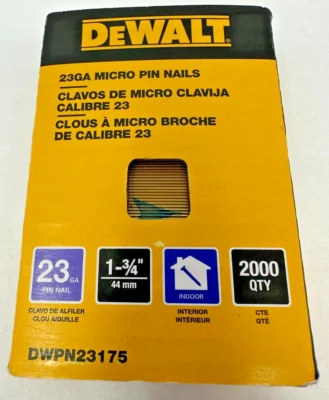 DEWALT
23GA MICRO PIN NAILS
CLAVOS DE MICRO CLAVIJA
CALIBRE 23
CLOUS À MICRO BROCHE
DE CALIBRE 23
23 GA
PIN NAIL
CLAVO DE ALFILER
CLOU AIGUILLE
1-3/4"
44 mm
INDOOR
INTERIOR
INTÉRIEUR
2000
QTY
CTE
QTÉ
DWPN23175